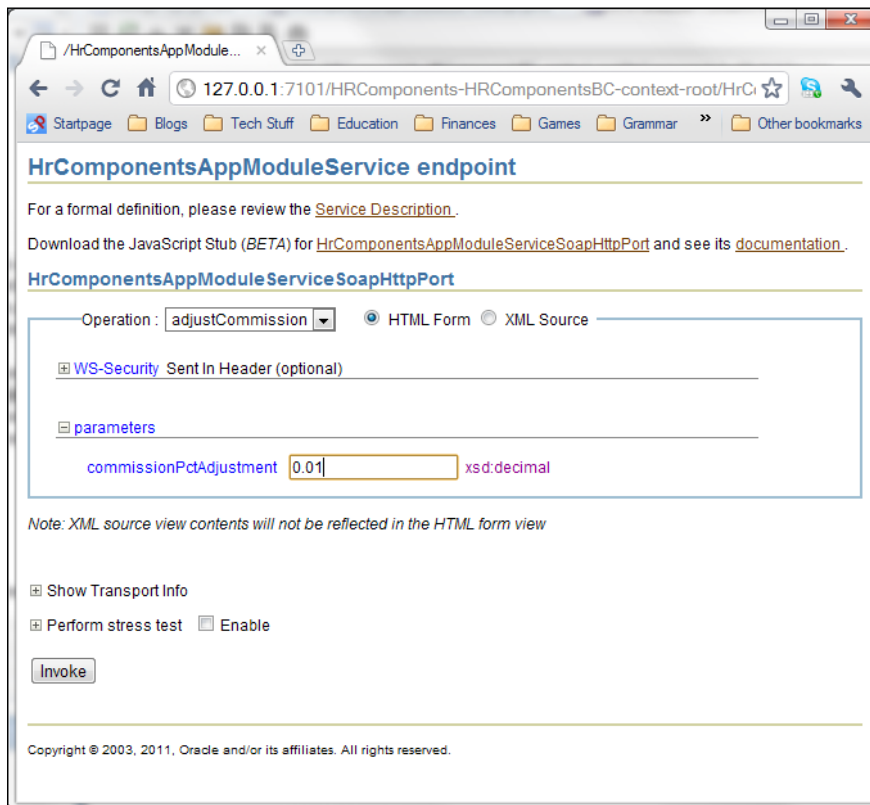 /HrComponentsAppModule...
127.0.0.1:7101/HRComponents-HRComponentsBC-context-root/HrC
Startpage Blogs Tech Stuff Education Finances Games Grammar » Other bookmarks
HrComponentsAppModuleService endpoint
For a formal definition, please review the Service Description .
Download the JavaScript Stub (BETA) for HrComponentsAppModuleServiceSoapHttpPort and see its documentation .
HrComponentsAppModuleServiceSoapHttpPort
Operation : adjustCommission HTML Form XML Source
WS-Security Sent In Header (optional)
parameters
commissionPctAdjustment 0.01 xsd:decimal
Note: XML source view contents will not be reflected in the HTML form view
Show Transport Info
Perform stress test Enable
Invoke
Copyright © 2003, 2011, Oracle and/or its affiliates. All rights reserved.